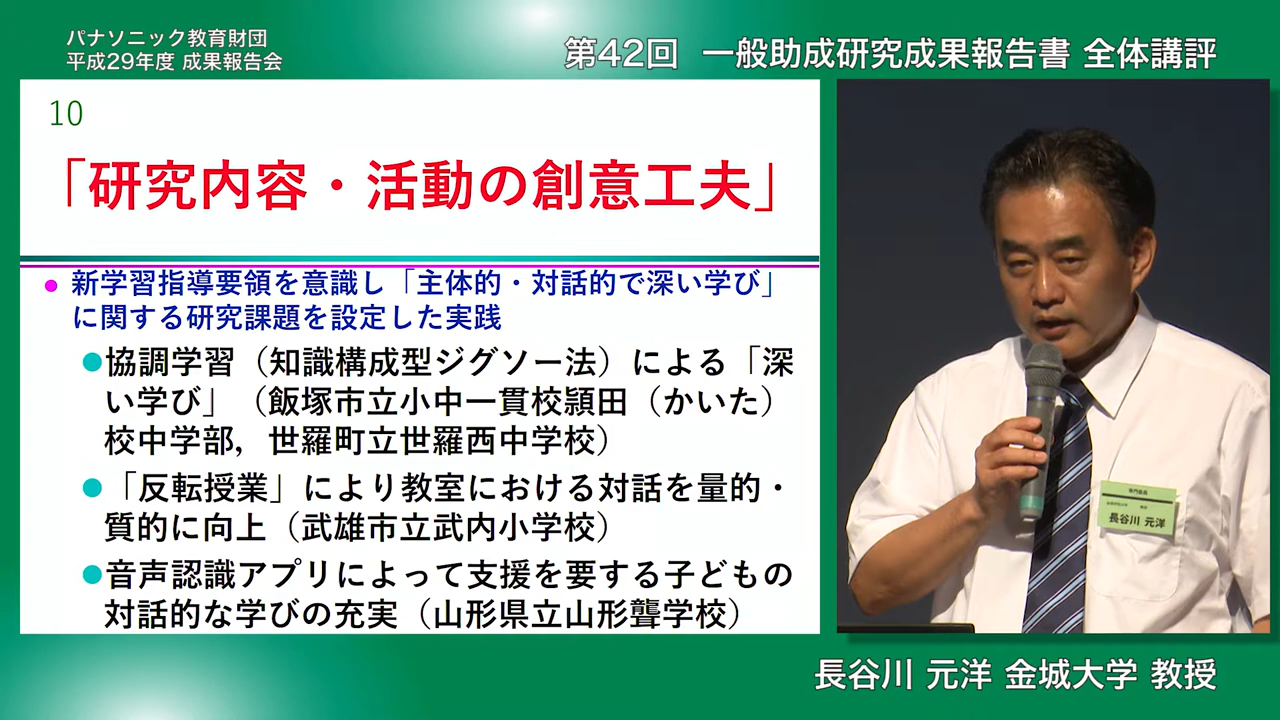 パナソニック教育財団
平成29年度 成果報告会
第42回 一般助成研究成果報告書 全体講評
10
「研究内容・活動の創意工夫」
● 新学習指導要領を意識し「主体的・対話的で深い学び」
に関する研究課題を設定した実践
●協調学習（知識構成型ジグソー法）による「深
い学び」（飯塚市立小中一貫校頴田（かいた）
校中学部，世羅町立世羅西中学校）
●「反転授業」により教室における対話を量的・
質的に向上（武雄市立武内小学校）
●音声認識アプリによって支援を要する子どもの
対話的な学びの充実（山形県立山形聾学校）
専門委員
長谷川 元洋
長谷川 元洋 金城大学 教授